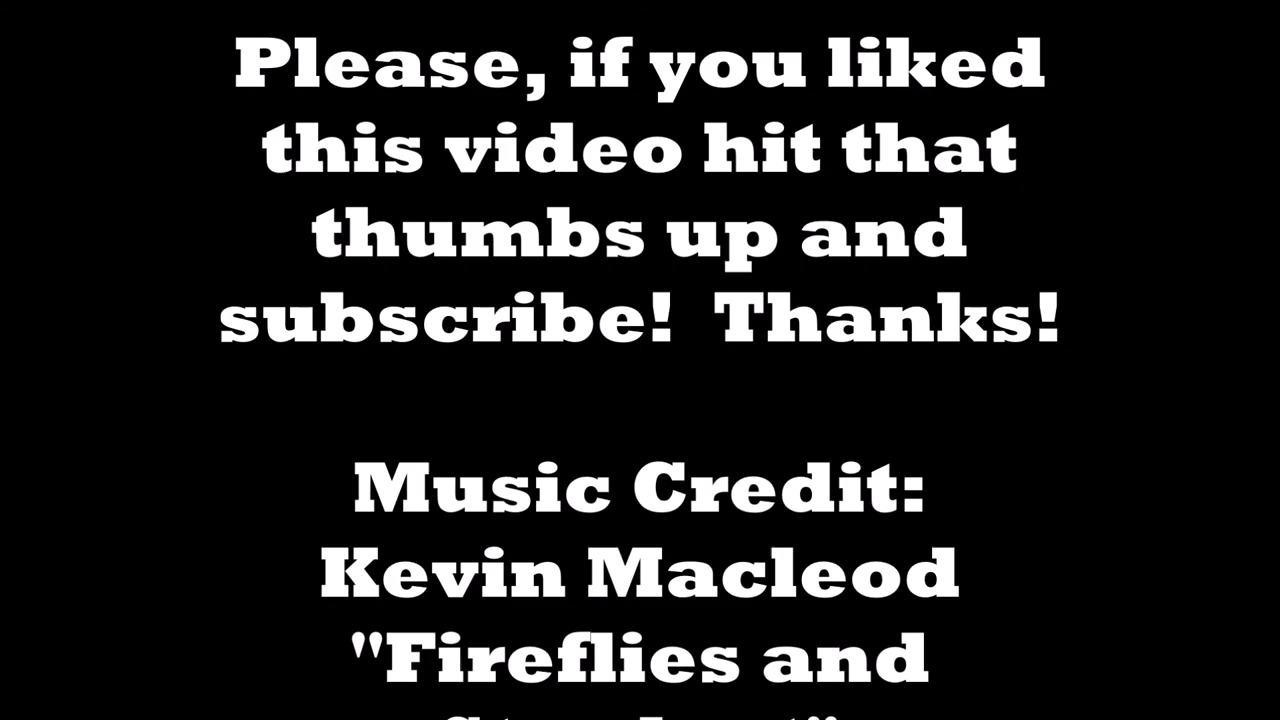 Please, if you liked
this video hit that
thumbs up and
subscribe!  Thanks!
Music Credit:
Kevin Macleod
"Fireflies and